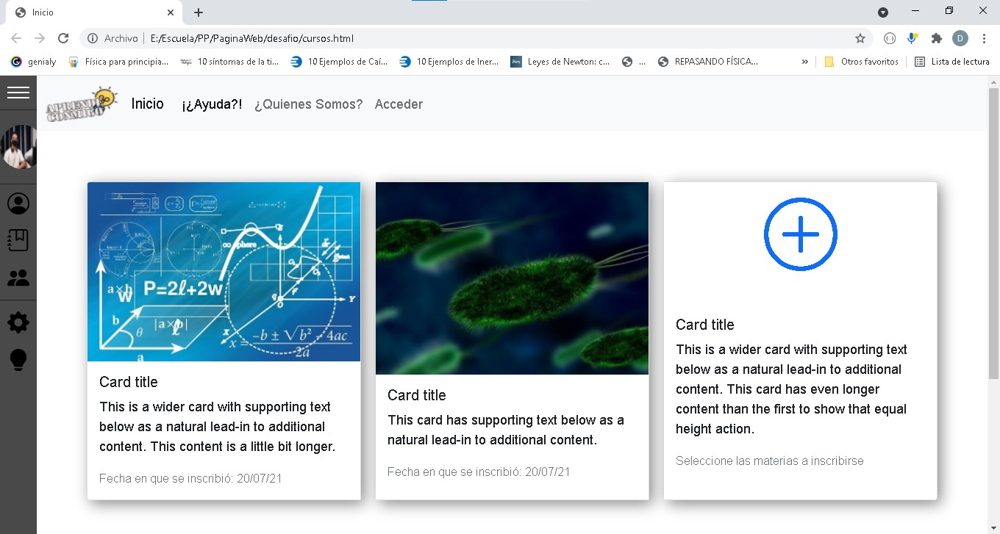 Inicio
Archivo E:/Escuela/PP/PaginaWeb/desafio/cursos.html
D
genialy Física para principia... 10 síntomas de la ti... 10 Ejemplos de Caí... 10 Ejemplos de Iner... Leyes de Newton: c... ... REPASANDO FÍSICA... » Otros favoritos Lista de lectura
APRENDE
CONMIGO
Inicio ¡¿Ayuda?! ¿Quienes Somos? Acceder
P=2ℓ+2w
a×b
w
b
θ
|a×b|
ℓ
a
x = -b ± √b² - 4ac
2a
sphere
Y
X
O
Card title
This is a wider card with supporting text
below as a natural lead-in to additional
content. This content is a little bit longer.
Fecha en que se inscribió: 20/07/21
Card title
This card has supporting text below as a
natural lead-in to additional content.
Fecha en que se inscribió: 20/07/21
Card title
This is a wider card with supporting text
below as a natural lead-in to additional
content. This card has even longer
content than the first to show that equal
height action.
Seleccione las materias a inscribirse